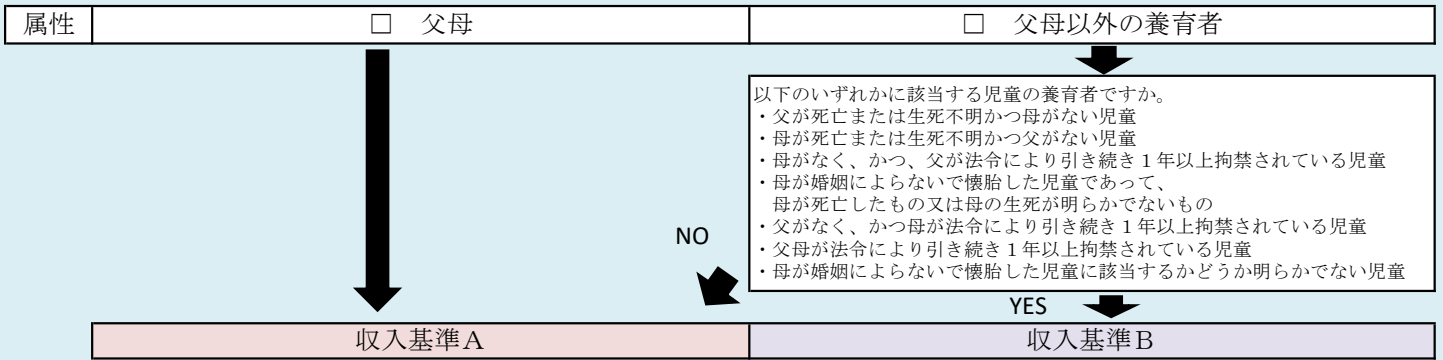 属性 □ 父母 □ 父母以外の養育者
以下のいずれかに該当する児童の養育者ですか。
・父が死亡または生死不明かつ母がない児童
・母が死亡または生死不明かつ父がない児童
・母がなく、かつ、父が法令により引き続き１年以上拘禁されている児童
・母が婚姻によらないで懐胎した児童であって、
母が死亡したもの又は母の生死が明らかでないもの
・父がなく、かつ母が法令により引き続き１年以上拘禁されている児童
・父母が法令により引き続き１年以上拘禁されている児童
・母が婚姻によらないで懐胎した児童に該当するかどうか明らかでない児童
NO
YES
収入基準Ａ 収入基準Ｂ